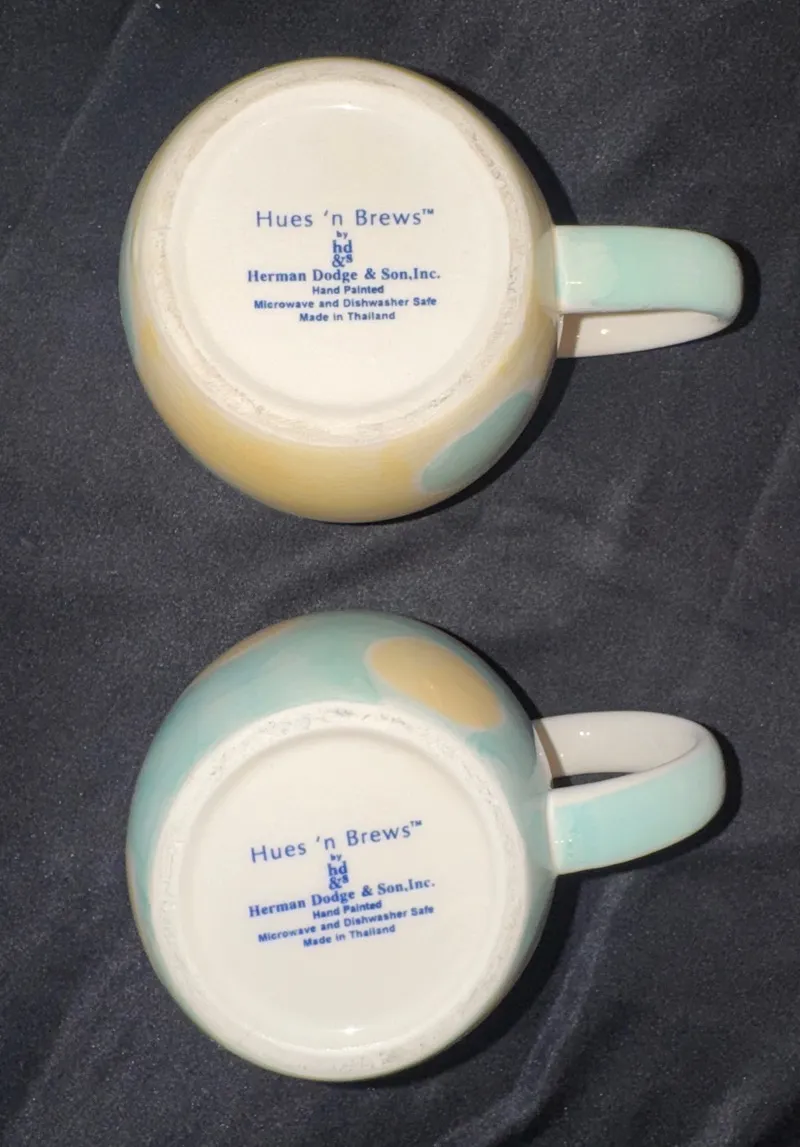 Hues 'n Brews™
by
hd
&s
Herman Dodge & Son,Inc.
Hand Painted
Microwave and Dishwasher Safe
Made in Thailand
Hues 'n Brews™
by
hd
&s
Herman Dodge & Son,Inc.
Hand Painted
Microwave and Dishwasher Safe
Made in Thailand